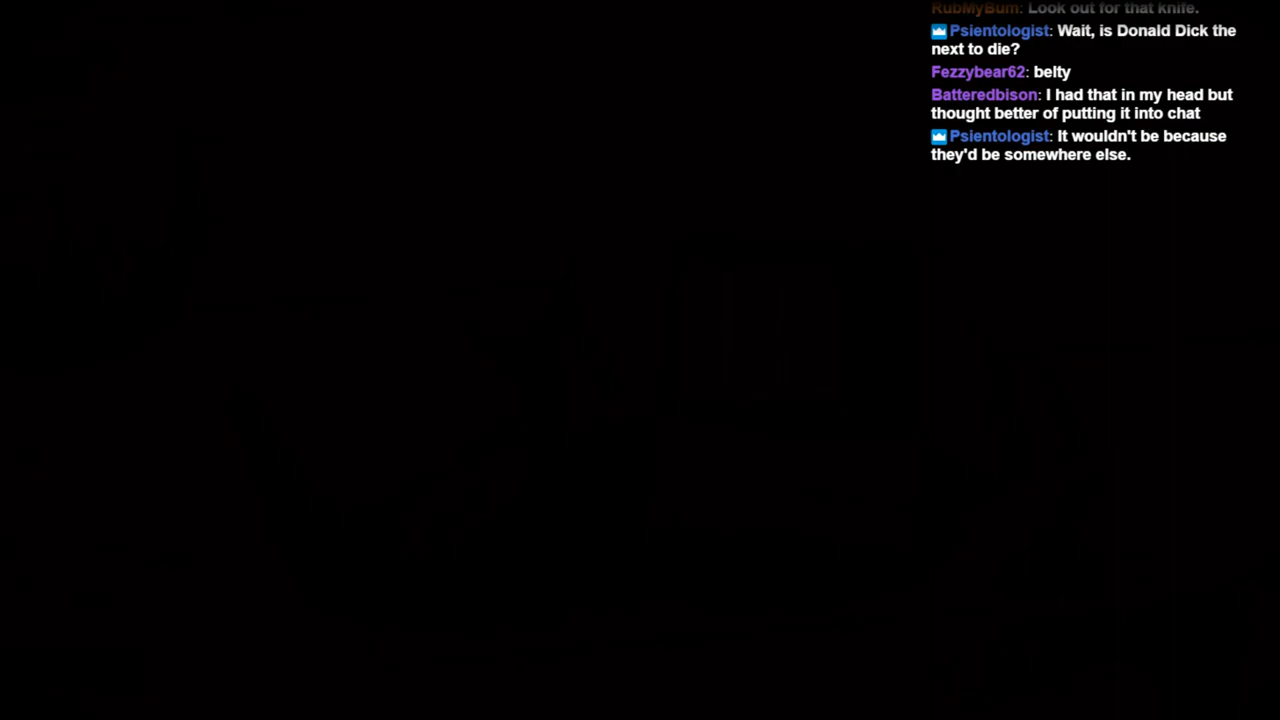 RubMyBum: Look out for that knife.
Psientologist: Wait, is Donald Dick the
next to die?
Fezzybear62: belty
Batteredbison: I had that in my head but
thought better of putting it into chat
Psientologist: It wouldn't be because
they'd be somewhere else.